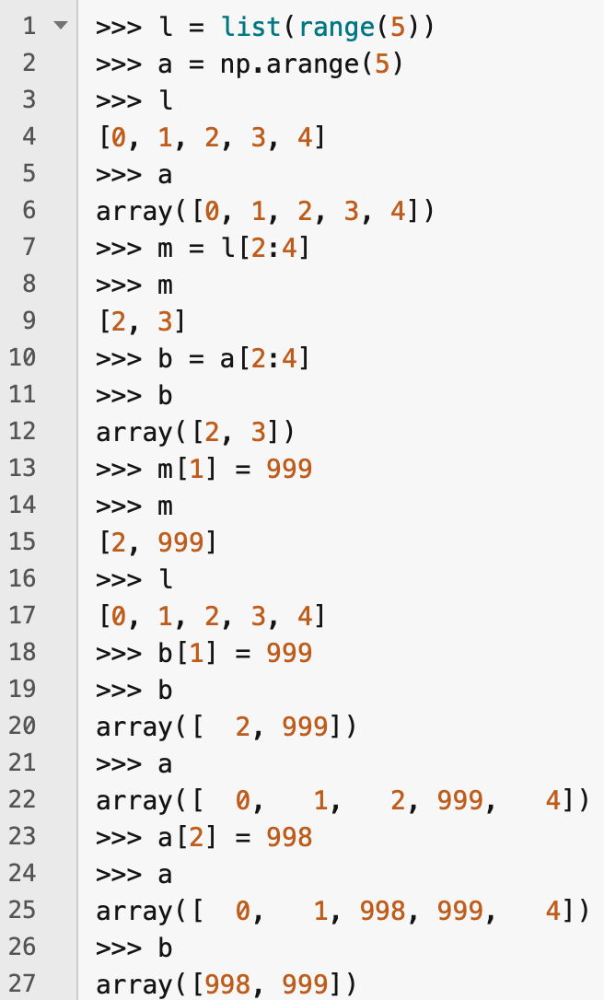 1 >>> l = list(range(5))
2 >>> a = np.arange(5)
3 >>> l
4 [0, 1, 2, 3, 4]
5 >>> a
6 array([0, 1, 2, 3, 4])
7 >>> m = l[2:4]
8 >>> m
9 [2, 3]
10 >>> b = a[2:4]
11 >>> b
12 array([2, 3])
13 >>> m[1] = 999
14 >>> m
15 [2, 999]
16 >>> l
17 [0, 1, 2, 3, 4]
18 >>> b[1] = 999
19 >>> b
20 array([  2, 999])
21 >>> a
22 array([  0,   1,   2, 999,   4])
23 >>> a[2] = 998
24 >>> a
25 array([  0,   1, 998, 999,   4])
26 >>> b
27 array([998, 999])